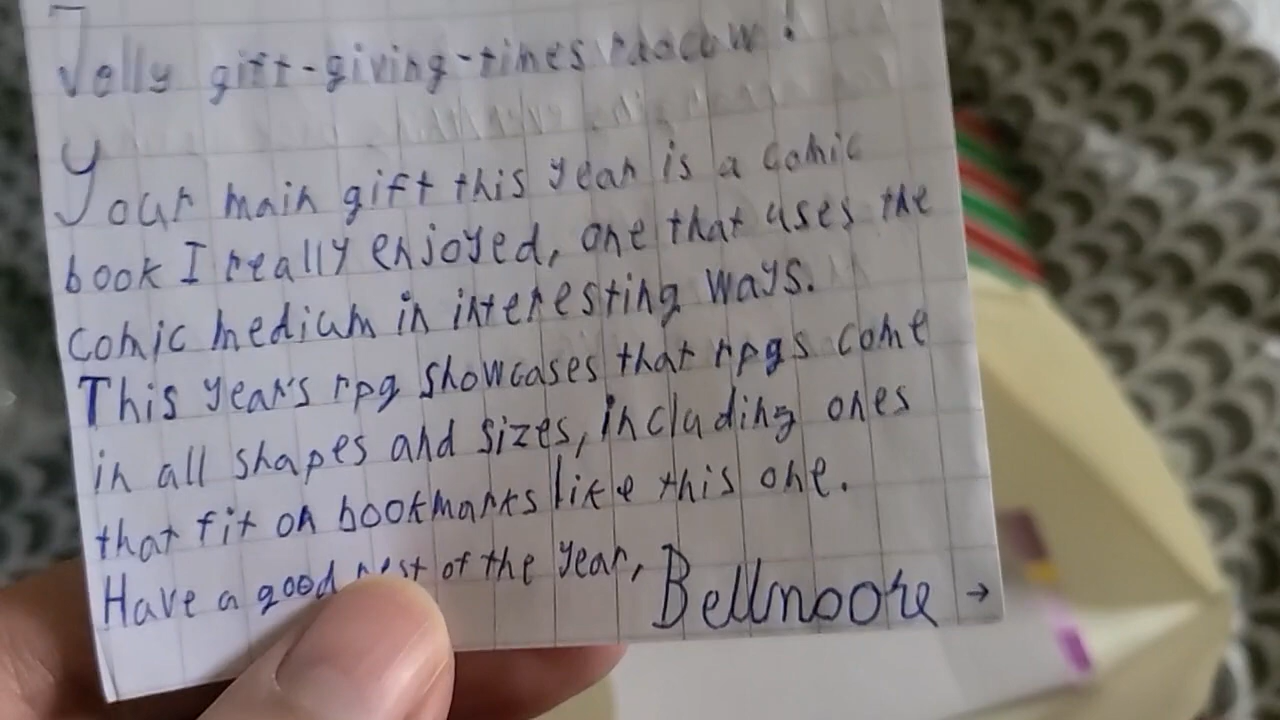 Jolly gift-giving-times
Your main gift this year is a comic
book I really enjoyed, one that uses the
comic medium in interesting ways.
This year's rpg showcases that rpgs come
in all shapes and sizes, including ones
that fit on bookmarks like this one.
Have a good rest of the year,
Bellmoore →